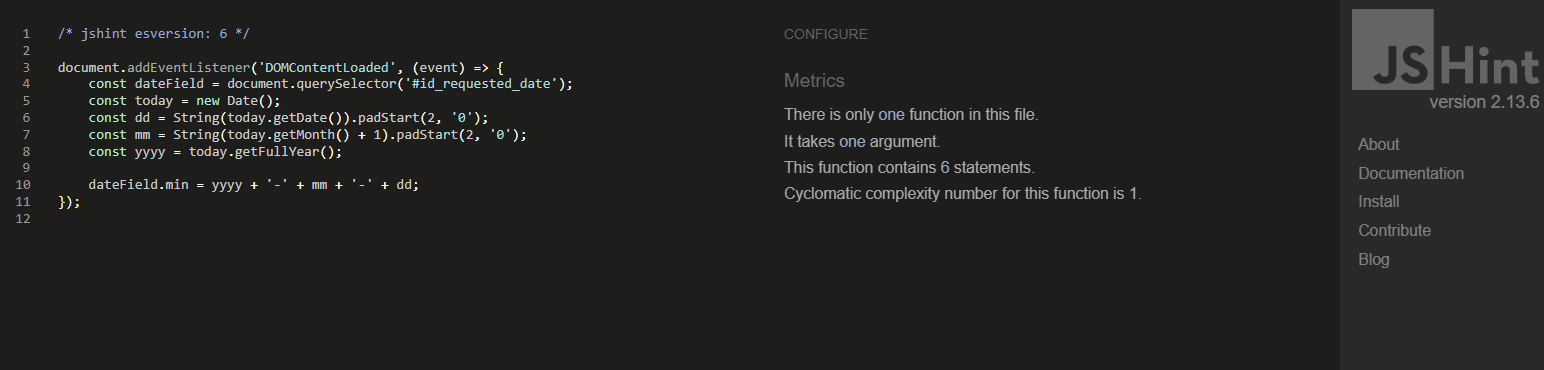 1 /* jshint esversion: 6 */
2
3 document.addEventListener('DOMContentLoaded', (event) => {
4     const dateField = document.querySelector('#id_requested_date');
5     const today = new Date();
6     const dd = String(today.getDate()).padStart(2, '0');
7     const mm = String(today.getMonth() + 1).padStart(2, '0');
8     const yyyy = today.getFullYear();
9
10     dateField.min = yyyy + '-' + mm + '-' + dd;
11 });
12
CONFIGURE
Metrics
There is only one function in this file.
It takes one argument.
This function contains 6 statements.
Cyclomatic complexity number for this function is 1.
JSHint
version 2.13.6
About
Documentation
Install
Contribute
Blog